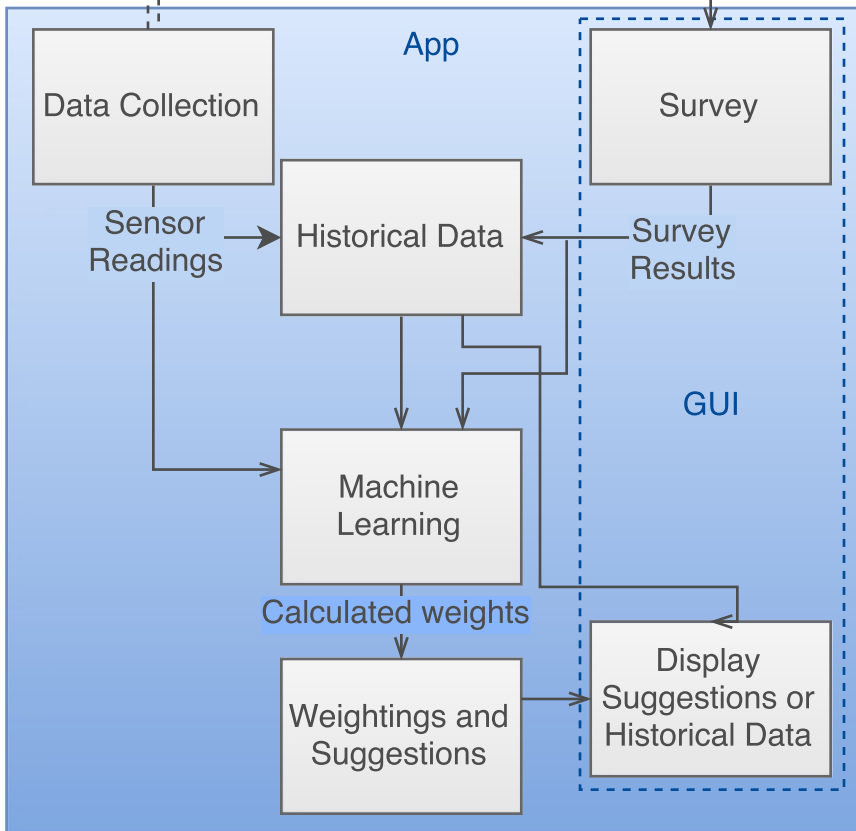 App
Data Collection
Survey
Sensor
Readings
Historical Data
Survey
Results
GUI
Machine
Learning
Calculated weights
Weightings and
Suggestions
Display
Suggestions or
Historical Data